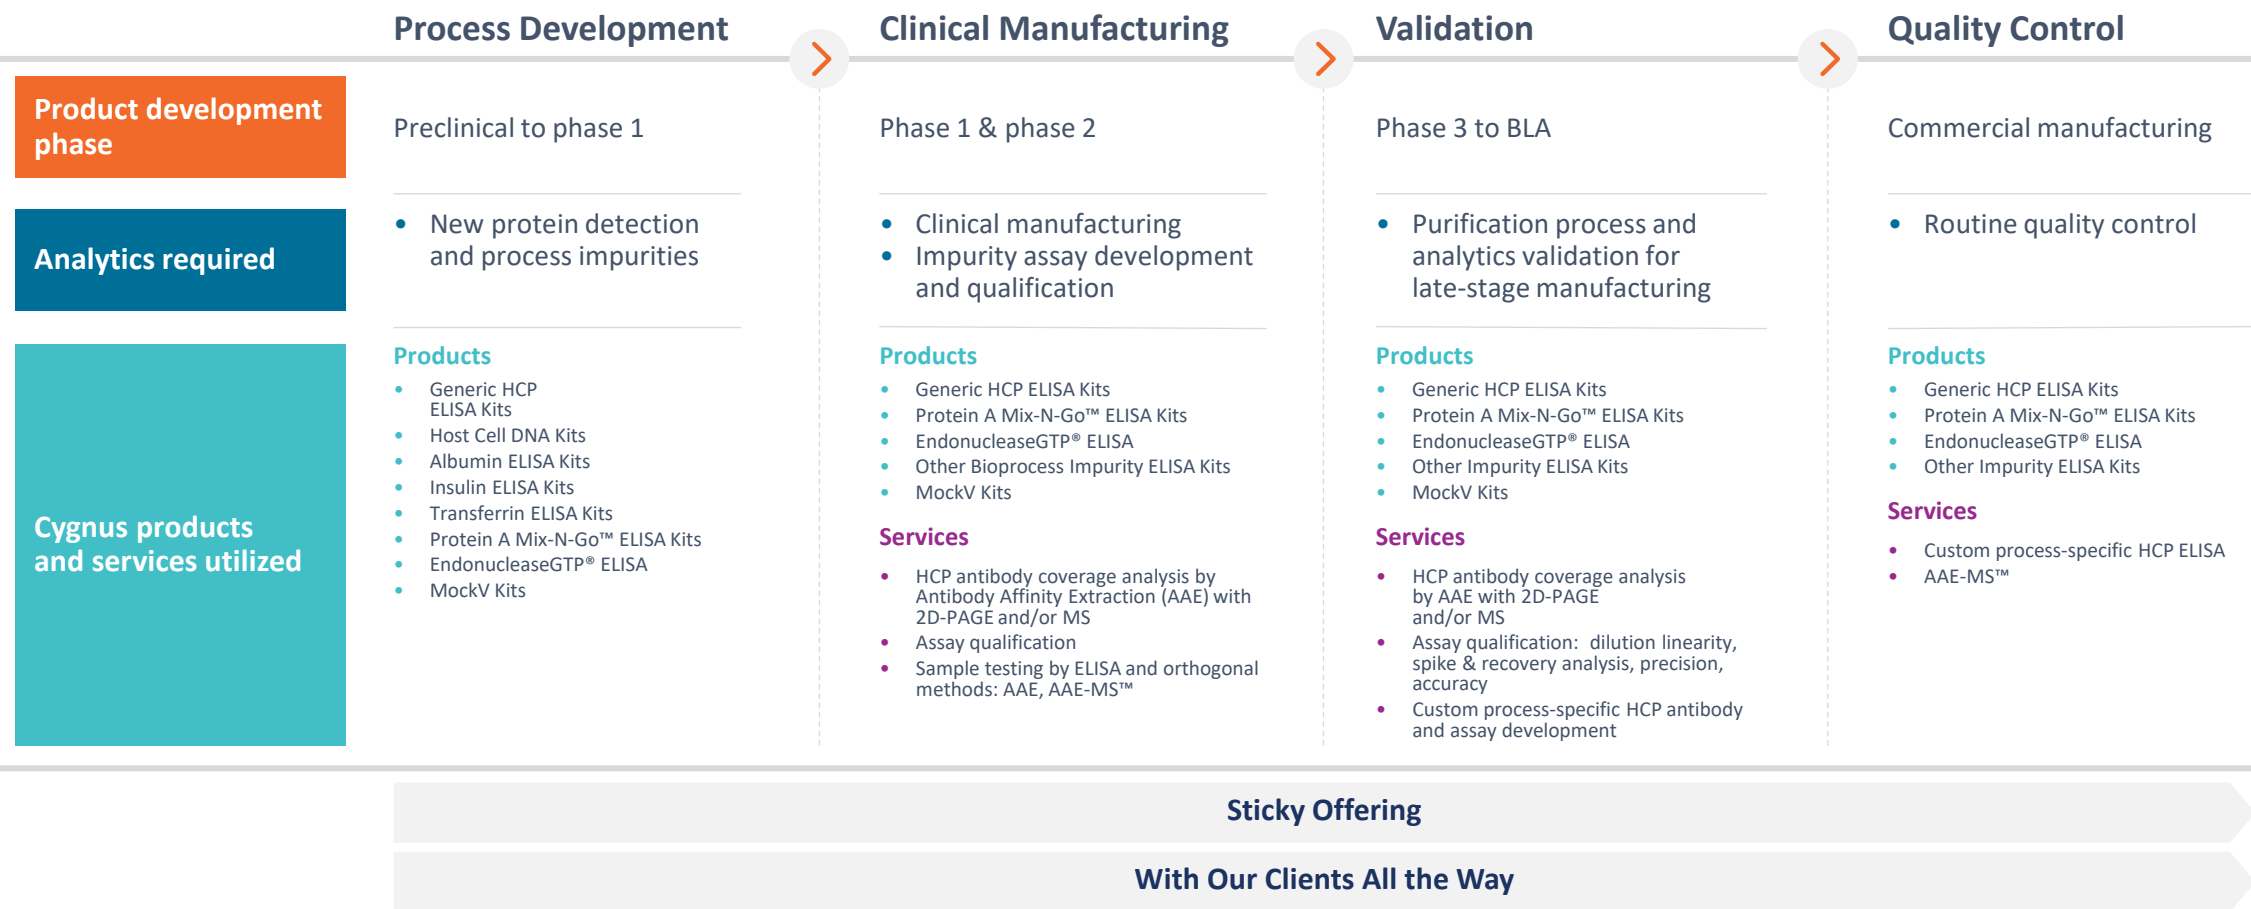 Process Development
Clinical Manufacturing
Validation
Quality Control
Product development
phase
Preclinical to phase 1
Phase 1 & phase 2
Phase 3 to BLA
Commercial manufacturing
Analytics required
• New protein detection
and process impurities
• Clinical manufacturing
• Impurity assay development
and qualification
• Purification process and
analytics validation for
late-stage manufacturing
• Routine quality control
Cygnus products
and services utilized
Products
• Generic HCP
ELISA Kits
• Host Cell DNA Kits
• Albumin ELISA Kits
• Insulin ELISA Kits
• Transferrin ELISA Kits
• Protein A Mix-N-Go™ ELISA Kits
• EndonucleaseGTP® ELISA
• MockV Kits
Products
• Generic HCP ELISA Kits
• Protein A Mix-N-Go™ ELISA Kits
• EndonucleaseGTP® ELISA
• Other Bioprocess Impurity ELISA Kits
• MockV Kits
Services
• HCP antibody coverage analysis by
Antibody Affinity Extraction (AAE) with
2D-PAGE and/or MS
• Assay qualification
• Sample testing by ELISA and orthogonal
methods: AAE, AAE-MS™
Products
• Generic HCP ELISA Kits
• Protein A Mix-N-Go™ ELISA Kits
• EndonucleaseGTP® ELISA
• Other Impurity ELISA Kits
• MockV Kits
Services
• HCP antibody coverage analysis
by AAE with 2D-PAGE
and/or MS
• Assay qualification: dilution linearity,
spike & recovery analysis, precision,
accuracy
• Custom process-specific HCP antibody
and assay development
Products
• Generic HCP ELISA Kits
• Protein A Mix-N-Go™ ELISA Kits
• EndonucleaseGTP® ELISA
• Other Impurity ELISA Kits
Services
• Custom process-specific HCP ELISA
• AAE-MS™
Sticky Offering
With Our Clients All the Way